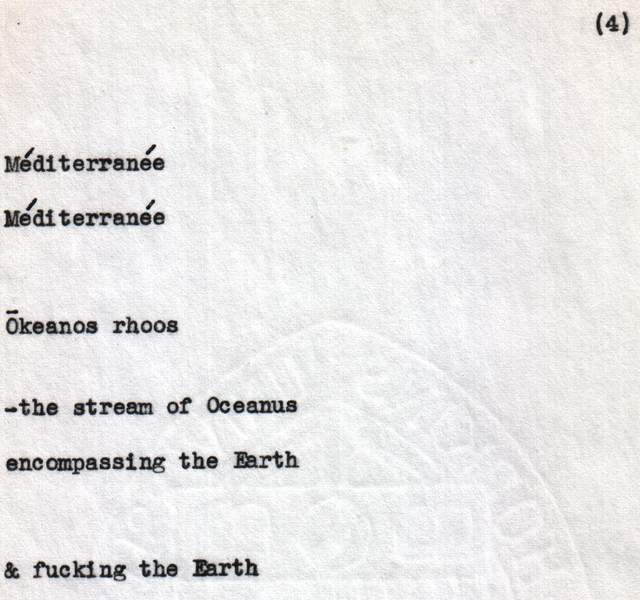 (4)
Méditerranée
Méditerranée
Ōkeanos rhoos
-the stream of Oceanus
encompassing the Earth
& fucking the Earth